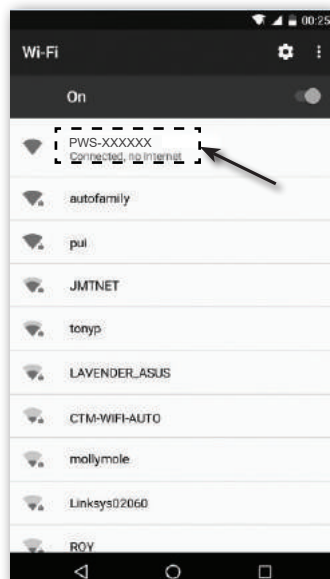 00:25
Wi-Fi
On
PWS-XXXXXX
Connected, no Internet
autofamily
pui
JMTNET
tonyp
LAVENDER_ASUS
CTM-WIFI-AUTO
mollymole
Linksys02060
ROY